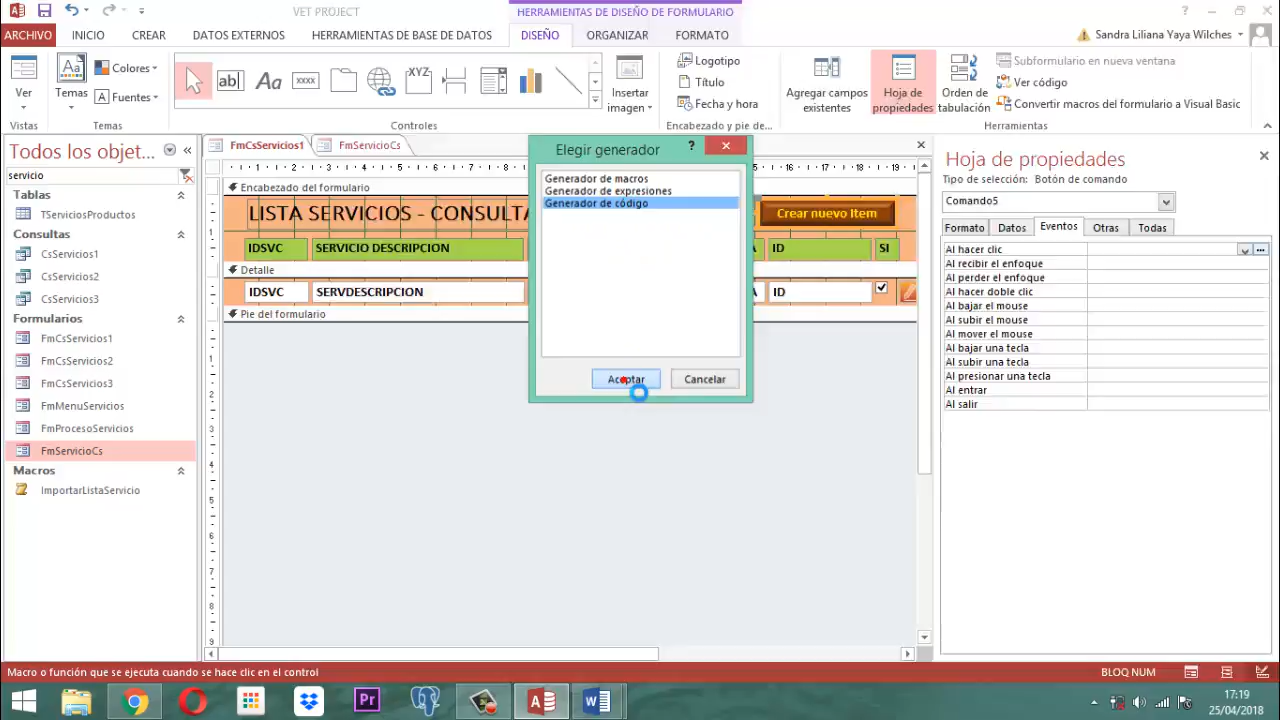 VET PROJECT
HERRAMIENTAS DE DISEÑO DE FORMULARIO
ARCHIVO INICIO CREAR DATOS EXTERNOS HERRAMIENTAS DE BASE DE DATOS DISEÑO ORGANIZAR FORMATO
Sandra Liliana Yaya Wilches
Ver
Vistas
Temas
Colores
Fuentes
Temas
ab|
Aa
xxxx
XYZ
Insertar imagen
Controles
Logotipo
Título
Fecha y hora
Encabezado y pie de...
Agregar campos existentes
Hoja de propiedades
Orden de tabulación
Subformulario en nueva ventana
Ver código
Convertir macros del formulario a Visual Basic
Herramientas
Todos los objet...
servicio
Tablas
TServiciosProductos
Consultas
CsServicios1
CsServicios2
CsServicios3
Formularios
FmCsServicios1
FmCsServicios2
FmCsServicios3
FmMenuServicios
FmProcesoServicios
FmServicioCs
Macros
ImportarListaServicio
FmCsServicios1
FmServicioCs
Encabezado del formulario
LISTA SERVICIOS - CONSULTA
Crear nuevo Item
IDSVC SERVICIO DESCRIPCION A ID SI
Detalle
IDSVC SERVDESCRIPCION A ID
Pie del formulario
Elegir generador
?
Generador de macros
Generador de expresiones
Generador de código
Aceptar
Cancelar
Hoja de propiedades
Tipo de selección: Botón de comando
Comando5
Formato Datos Eventos Otras Todas
Al hacer clic
Al recibir el enfoque
Al perder el enfoque
Al hacer doble clic
Al bajar el mouse
Al subir el mouse
Al mover el mouse
Al bajar una tecla
Al subir una tecla
Al presionar una tecla
Al entrar
Al salir
Macro o función que se ejecuta cuando se hace clic en el control
BLOQ NUM
Pr
17:19
25/04/2018